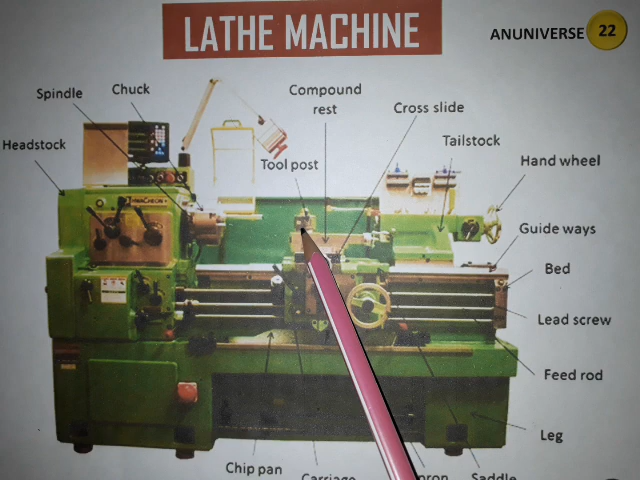 LATHE MACHINE
ANUNIVERSE 22
Spindle
Chuck
Compound
rest
Cross slide
Tailstock
Hand wheel
Headstock
Tool post
Guide ways
Bed
Lead screw
Feed rod
Leg
Chip pan
Carriage
Saddle